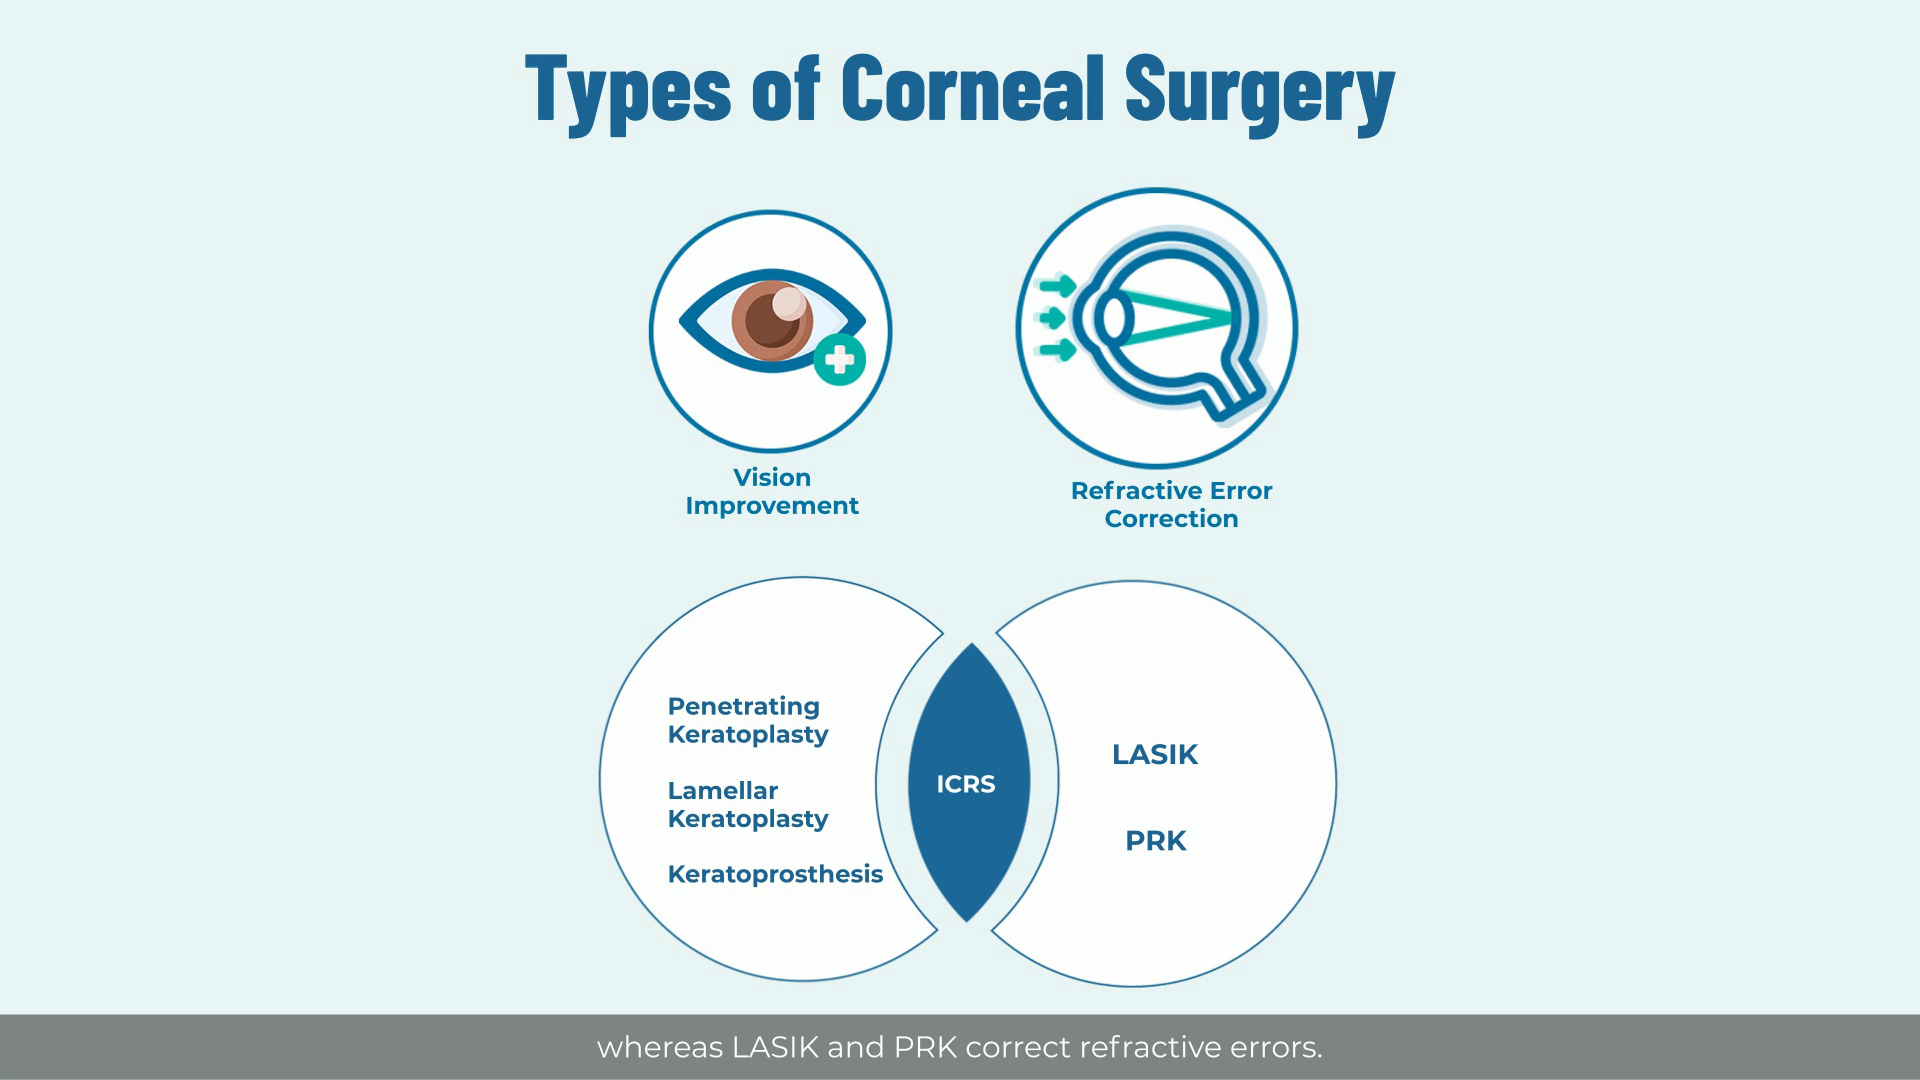 Types of Corneal Surgery
Vision
Improvement
Refractive Error
Correction
Penetrating
Keratoplasty
Lamellar
Keratoplasty
Keratoprosthesis
ICRS
LASIK
PRK
whereas LASIK and PRK correct refractive errors.